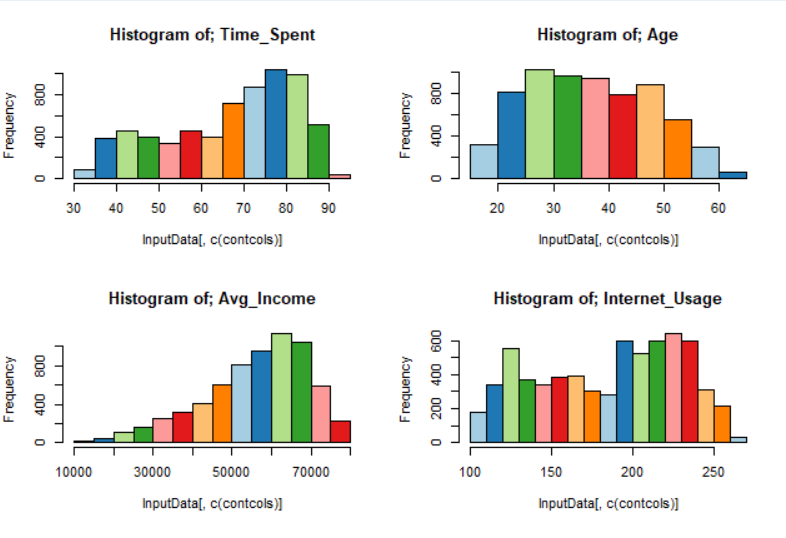 Histogram of; Time_Spent
Frequency
0 400 800
30 40 50 60 70 80 90
InputData[, c(contcols)]
Histogram of; Age
Frequency
0 400 800
20 30 40 50 60
InputData[, c(contcols)]
Histogram of; Avg_Income
Frequency
0 400 800
10000 30000 50000 70000
InputData[, c(contcols)]
Histogram of; Internet_Usage
Frequency
0 200 400 600
100 150 200 250
InputData[, c(contcols)]